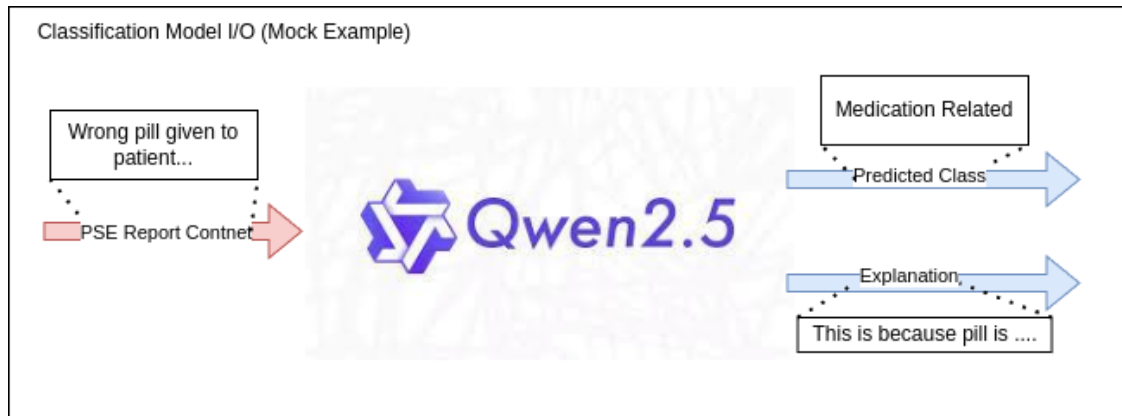 Classification Model I/O (Mock Example)
Wrong pill given to
patient...
PSE Report Contnet
Qwen2.5
Medication Related
Predicted Class
Explanation
This is because pill is ....